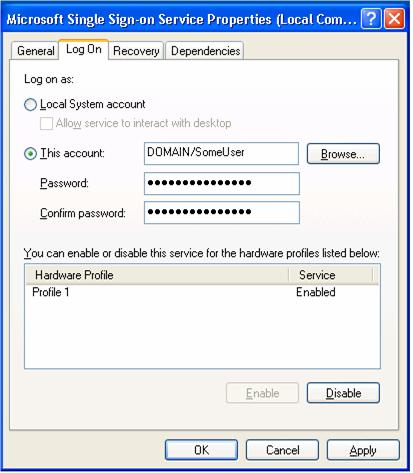 Microsoft Single Sign-on Service Properties (Local Com...
General Log On Recovery Dependencies
Log on as:
Local System account
Allow service to interact with desktop
This account: DOMAIN/SomeUser Browse...
Password: ●●●●●●●●●●●●●●●
Confirm password: ●●●●●●●●●●●●●●●
You can enable or disable this service for the hardware profiles listed below:
Hardware Profile Service
Profile 1 Enabled
Enable Disable
OK Cancel Apply